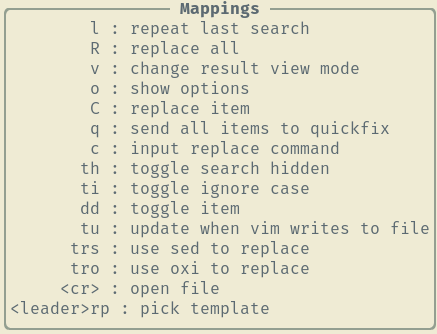 Mappings
l : repeat last search
R : replace all
v : change result view mode
o : show options
C : replace item
q : send all items to quickfix
c : input replace command
th : toggle search hidden
ti : toggle ignore case
dd : toggle item
tu : update when vim writes to file
trs : use sed to replace
tro : use oxi to replace
<cr> : open file
<leader>rp : pick template